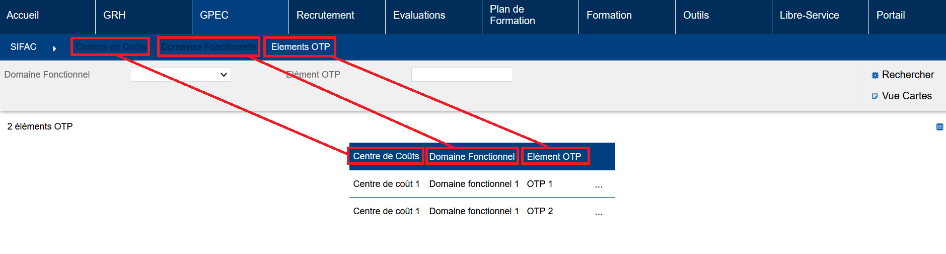 Accueil GRH GPEC Recrutement Evaluations Plan de Formation Formation Outils Libre-Service Portail
SIFAC Centres de Coûts Domaines Fonctionnels Elements OTP
Domaine Fonctionnel Elément OTP Rechercher
Vue Cartes
2 éléments OTP
Centre de Coûts Domaine Fonctionnel Elément OTP
Centre de coût 1 Domaine fonctionnel 1 OTP 1 ...
Centre de coût 1 Domaine fonctionnel 1 OTP 2 ...